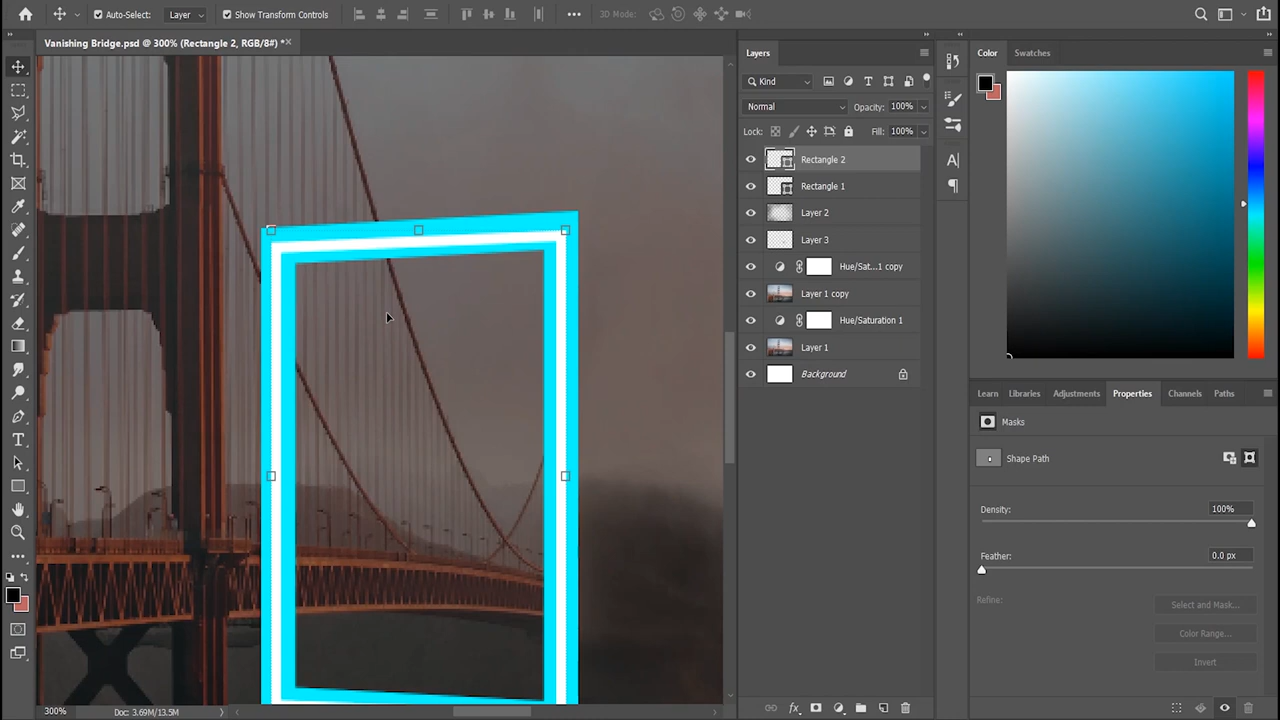 Auto-Select: Layer Show Transform Controls 3D Mode:
Vanishing Bridge.psd @ 300% (Rectangle 2, RGB/8#) *
Layers
Kind
Normal Opacity: 100%
Lock: Fill: 100%
Rectangle 2
Rectangle 1
Layer 2
Layer 3
Hue/Sat...1 copy
Layer 1 copy
Hue/Saturation 1
Layer 1
Background
Color Swatches
Learn Libraries Adjustments Properties Channels Paths
Masks
Shape Path
Density: 100%
Feather: 0.0 px
Refine: Select and Mask...
Color Range...
Invert
300% Doc: 3.69M/13.5M